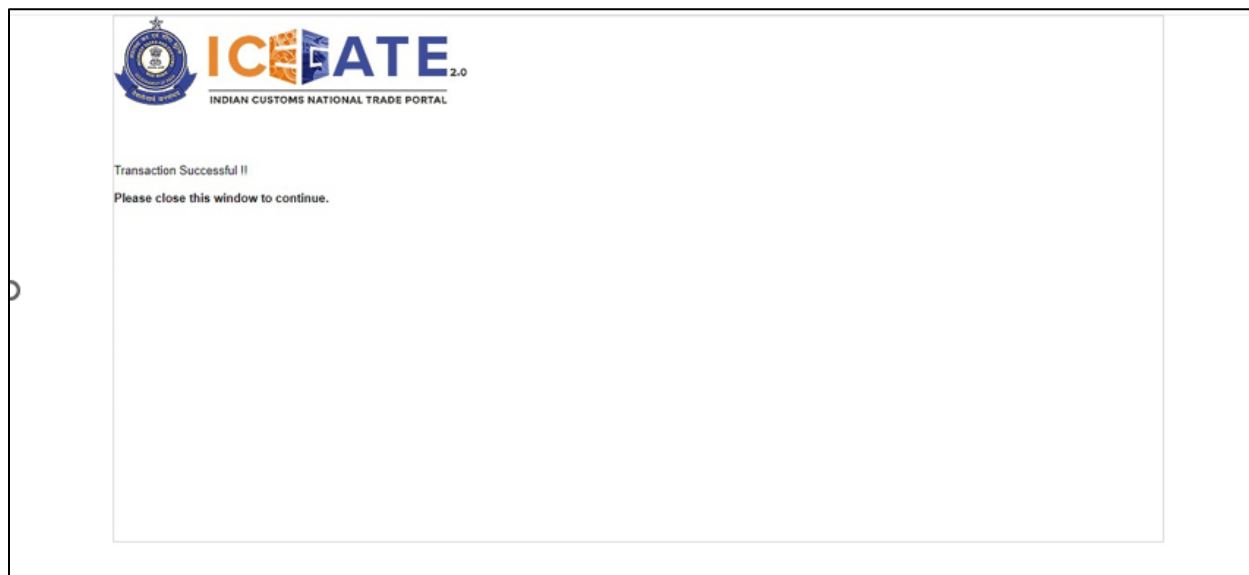 ICEGATE 2.0
INDIAN CUSTOMS NATIONAL TRADE PORTAL
Transaction Successful !!
Please close this window to continue.